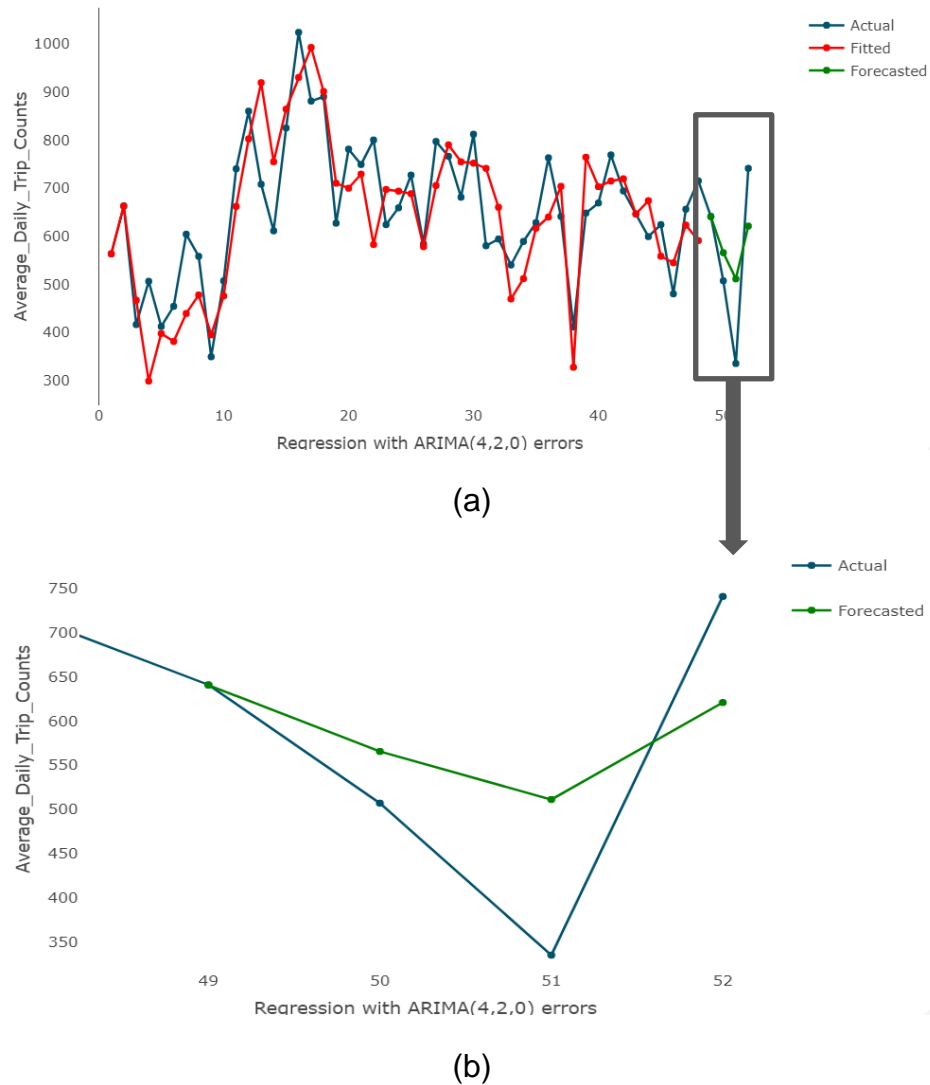 Actual
Fitted
Forecasted
Average_Daily_Trip_Counts
1000
900
800
700
600
500
400
300
0 10 20 30 40
Regression with ARIMA(4,2,0) errors
(a)
Actual
Forecasted
Average_Daily_Trip_Counts
750
700
650
600
550
500
450
400
350
49 50 51 52
Regression with ARIMA(4,2,0) errors
(b)